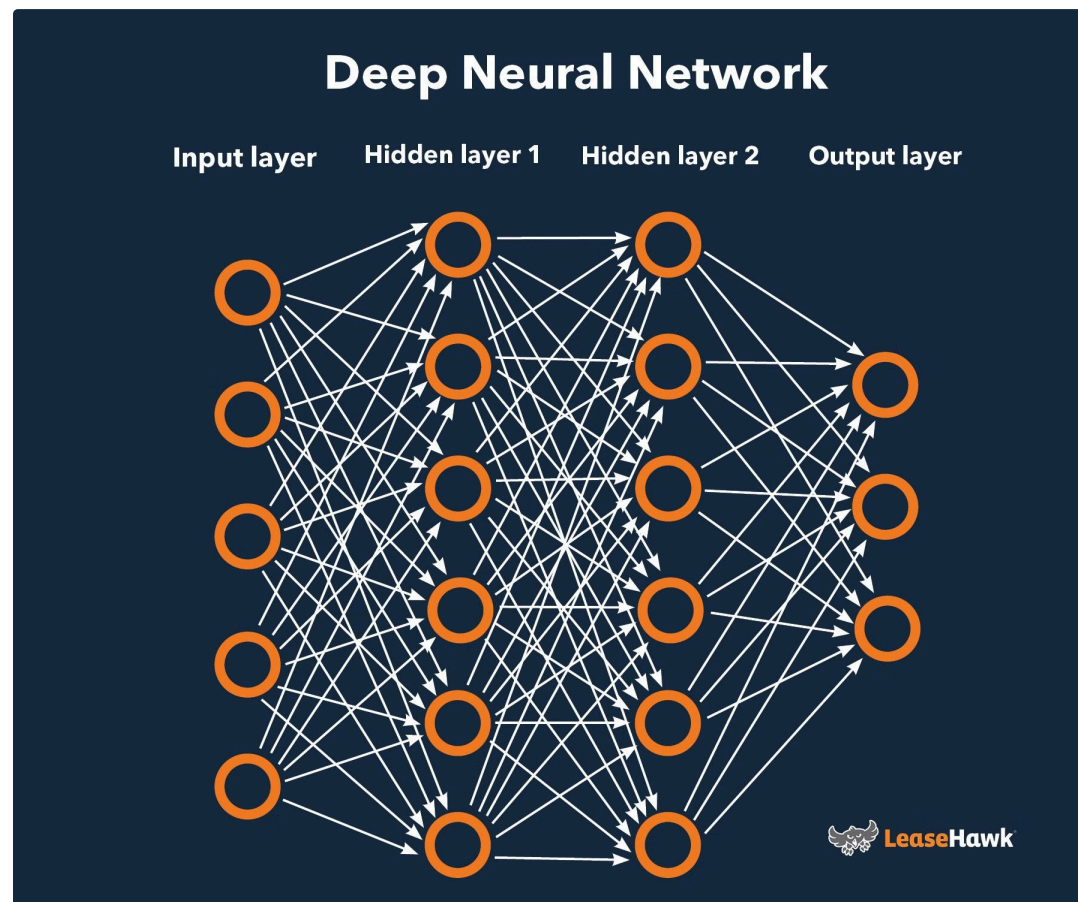 Deep Neural Network
Input layer
Hidden layer 1
Hidden layer 2
Output layer
LeaseHawk